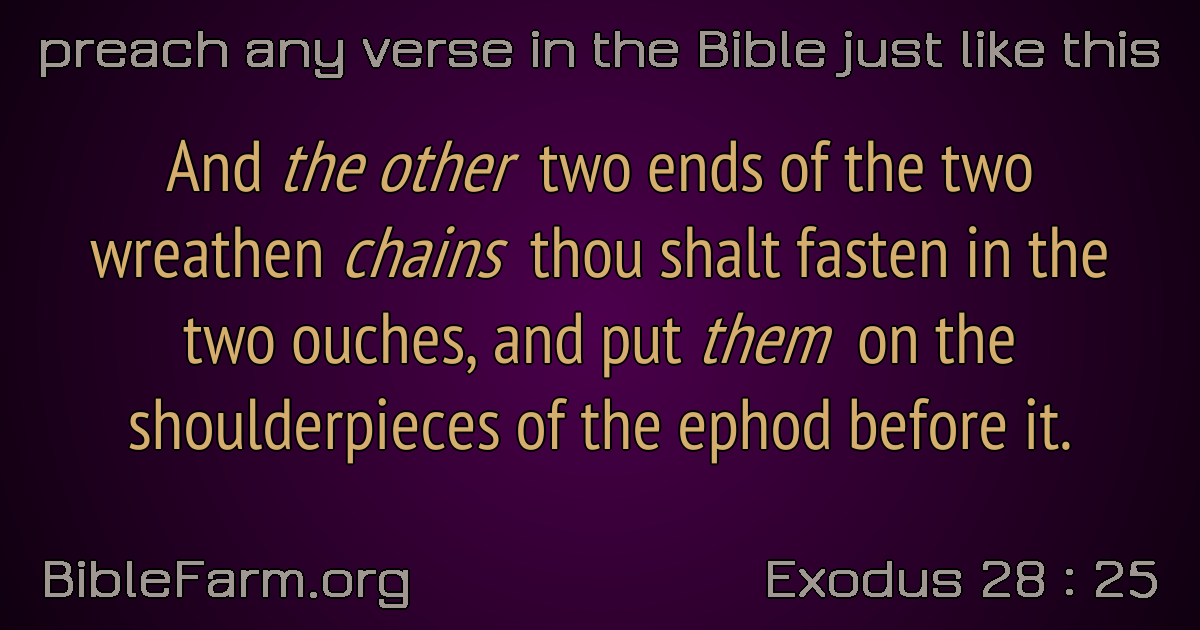 preach any verse in the Bible just like this
And the other two ends of the two
wreathen chains thou shalt fasten in the
two ouches, and put them on the
shoulderpieces of the ephod before it.
BibleFarm.org
Exodus 28 : 25